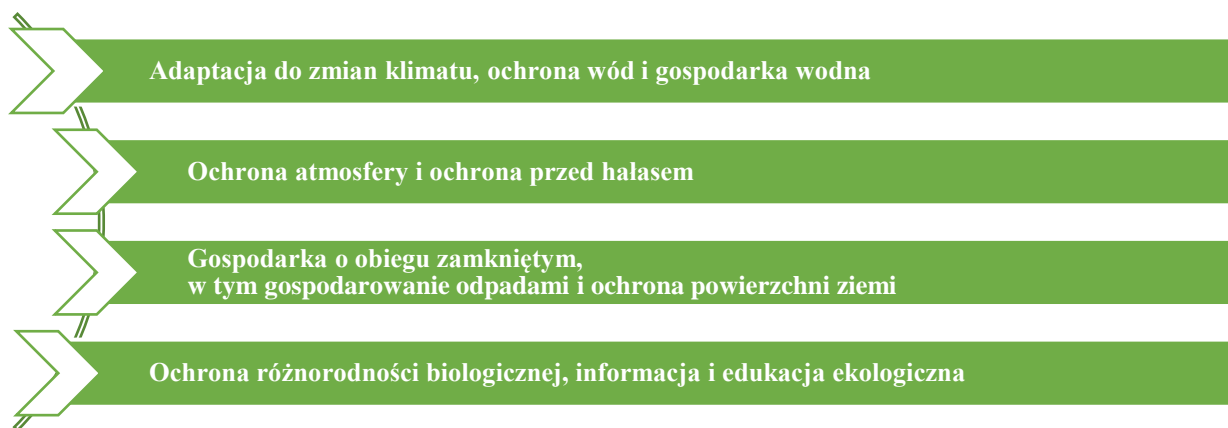 Adaptacja do zmian klimatu, ochrona wód i gospodarka wodna
Ochrona atmosfery i ochrona przed hałasem
Gospodarka o obiegu zamkniętym,
w tym gospodarowanie odpadami i ochrona powierzchni ziemi
Ochrona różnorodności biologicznej, informacja i edukacja ekologiczna